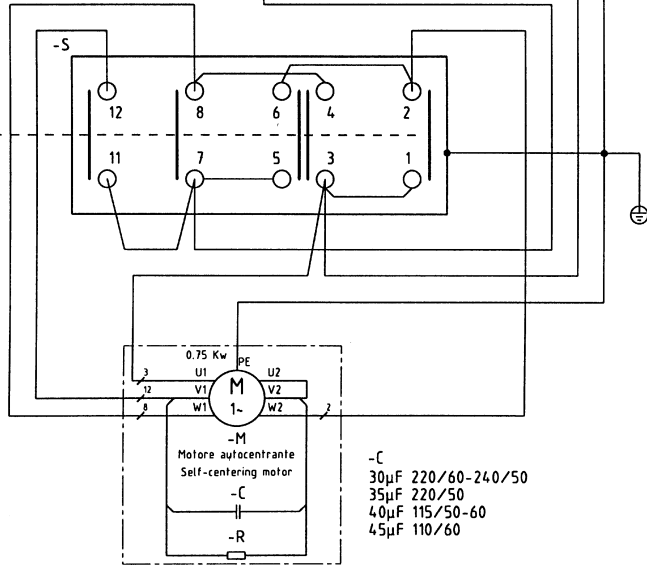 -S
12 8 6 4 2
11 7 5 3 1
0.75 Kw PE
3 U1 U2
12 V1 M V2
8 W1 1~ W2 2
-M
Motore autocentrante
Self-centering motor
-C
-R
-C
30µF 220/60-240/50
35µF 220/50
40µF 115/50-60
45µF 110/60